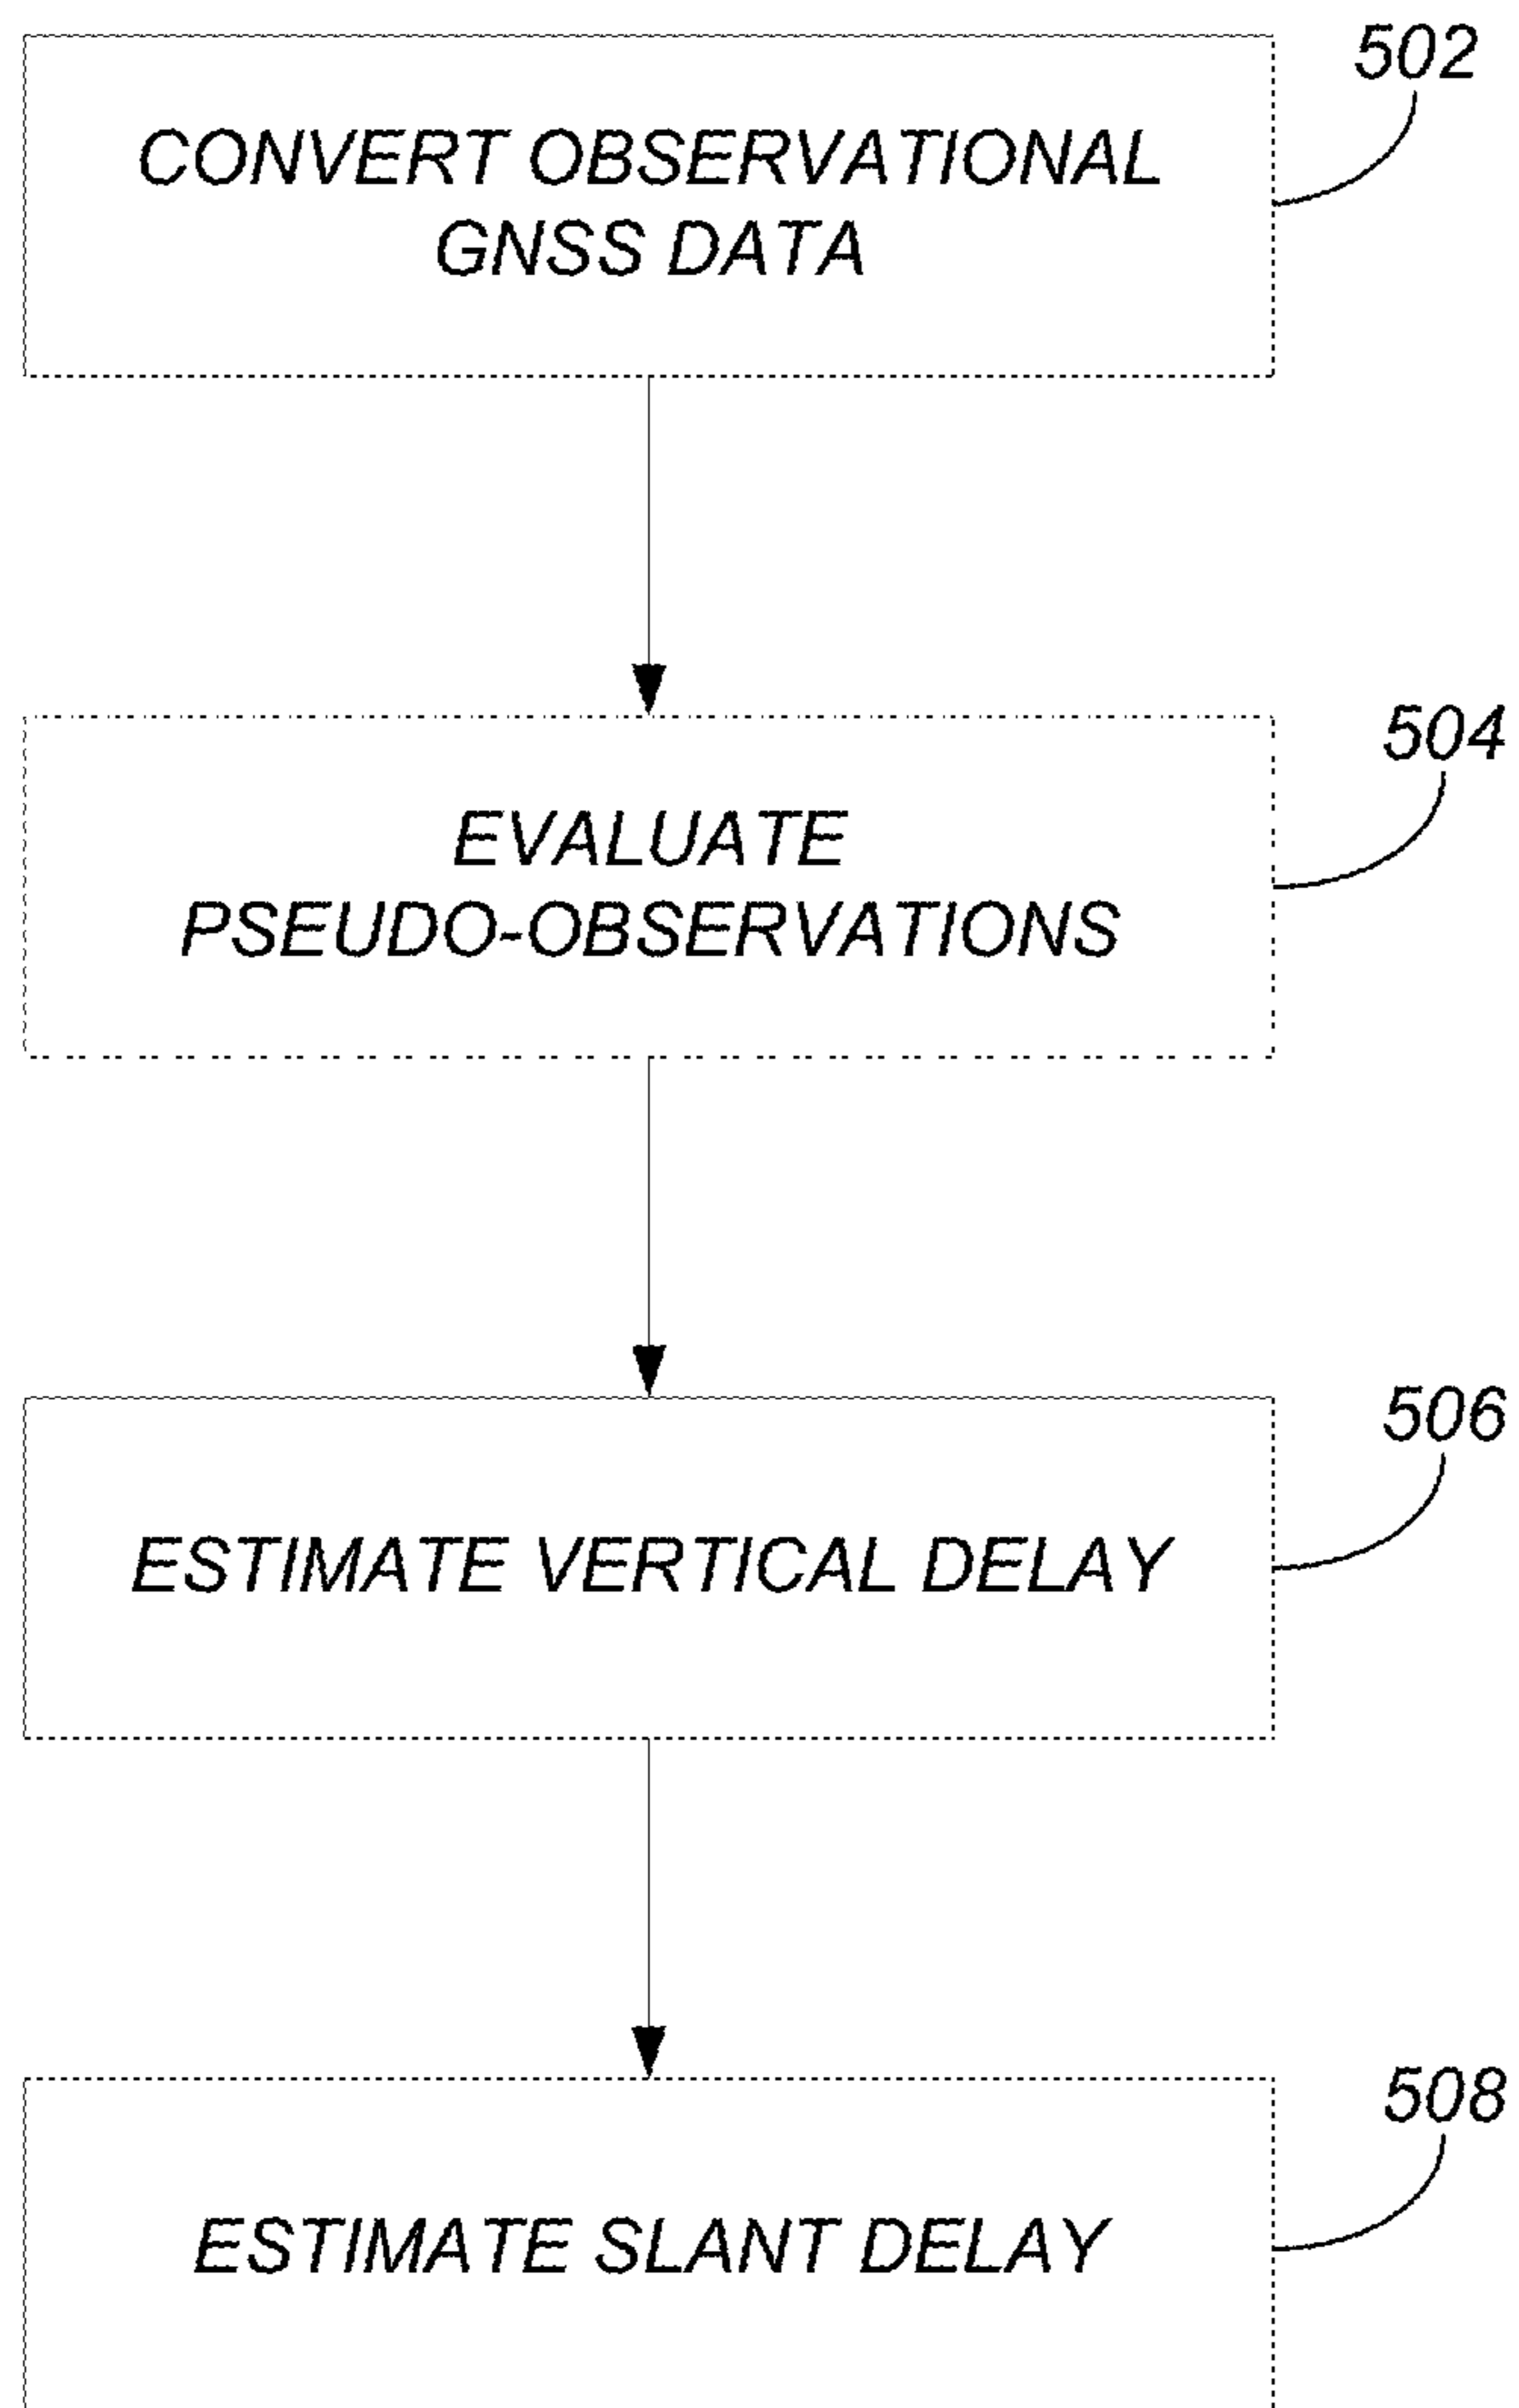 502
CONVERT OBSERVATIONAL
GNSS DATA
504
EVALUATE
PSEUDO-OBSERVATIONS
506
ESTIMATE VERTICAL DELAY
508
ESTIMATE SLANT DELAY